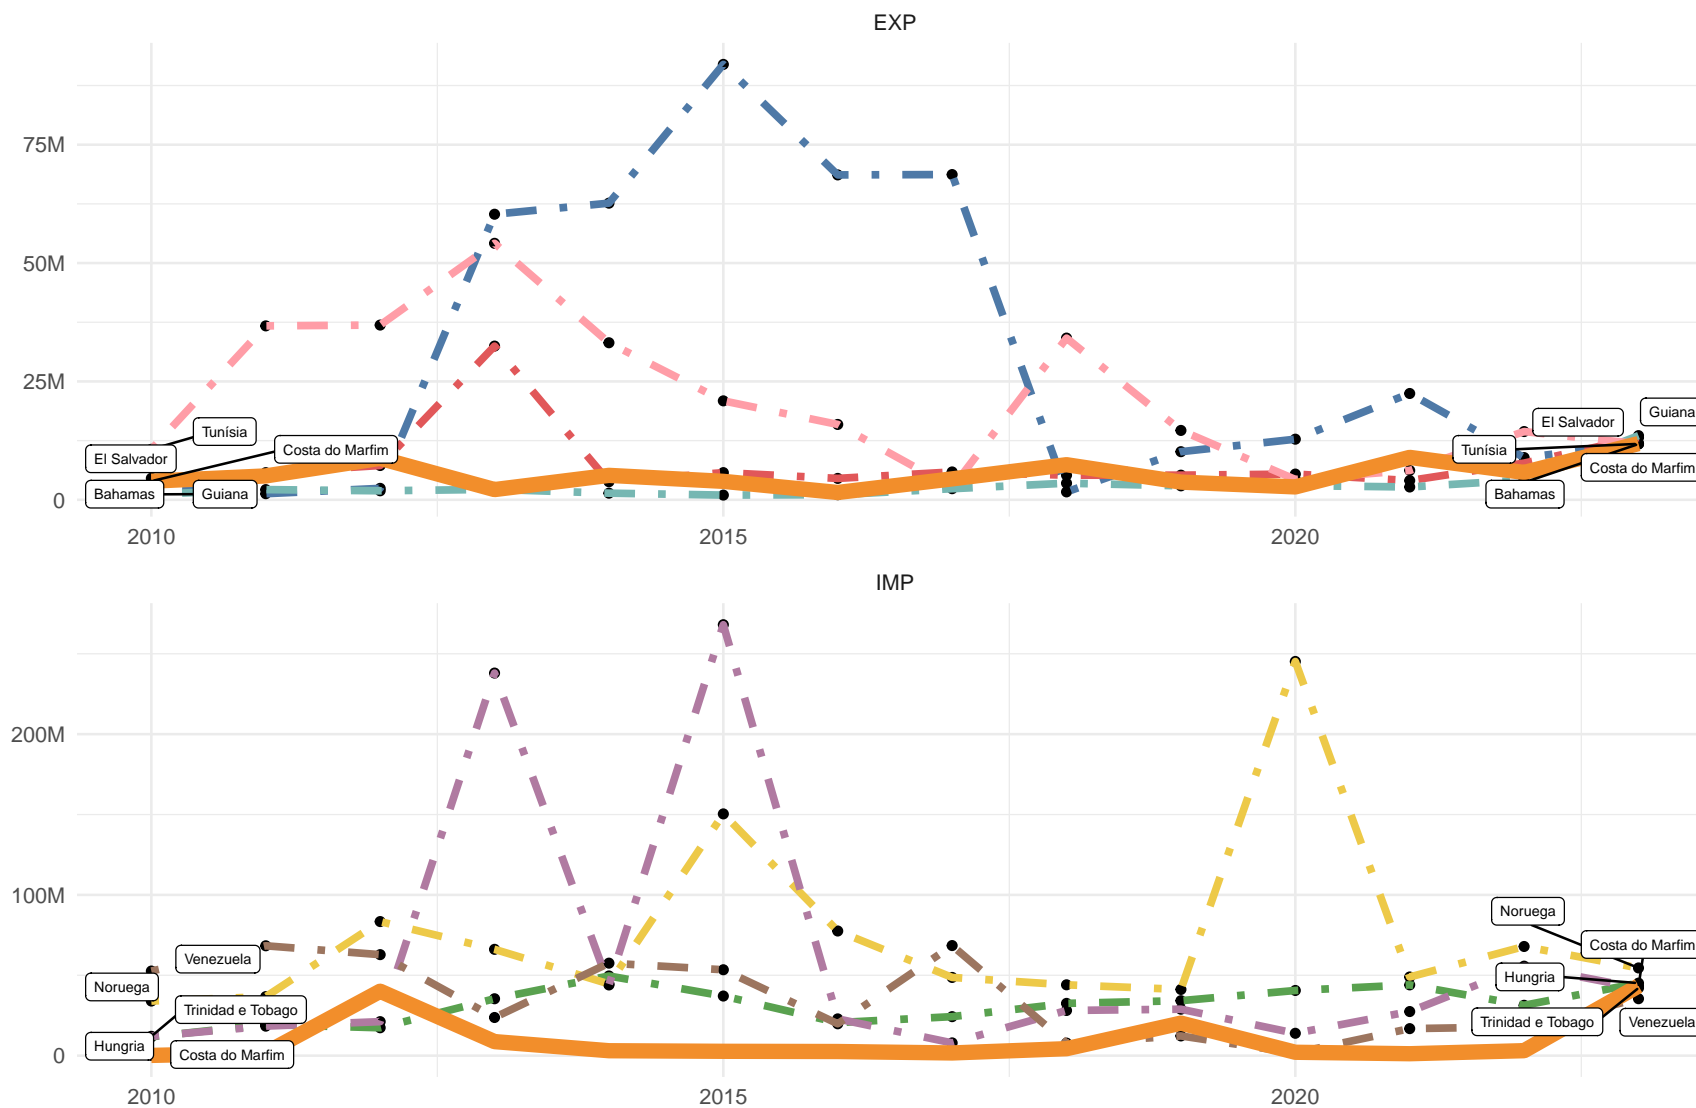 EXP
75M
50M
25M
0
Tunísia
El Salvador
Costa do Marfim
Bahamas
Guiana
Guiana
El Salvador
Tunísia
Costa do Marfim
Bahamas
2010
2015
2020
IMP
200M
100M
0
Venezuela
Noruega
Trinidad e Tobago
Hungria
Costa do Marfim
Noruega
Costa do Marfim
Hungria
Trinidad e Tobago
Venezuela
2010
2015
2020